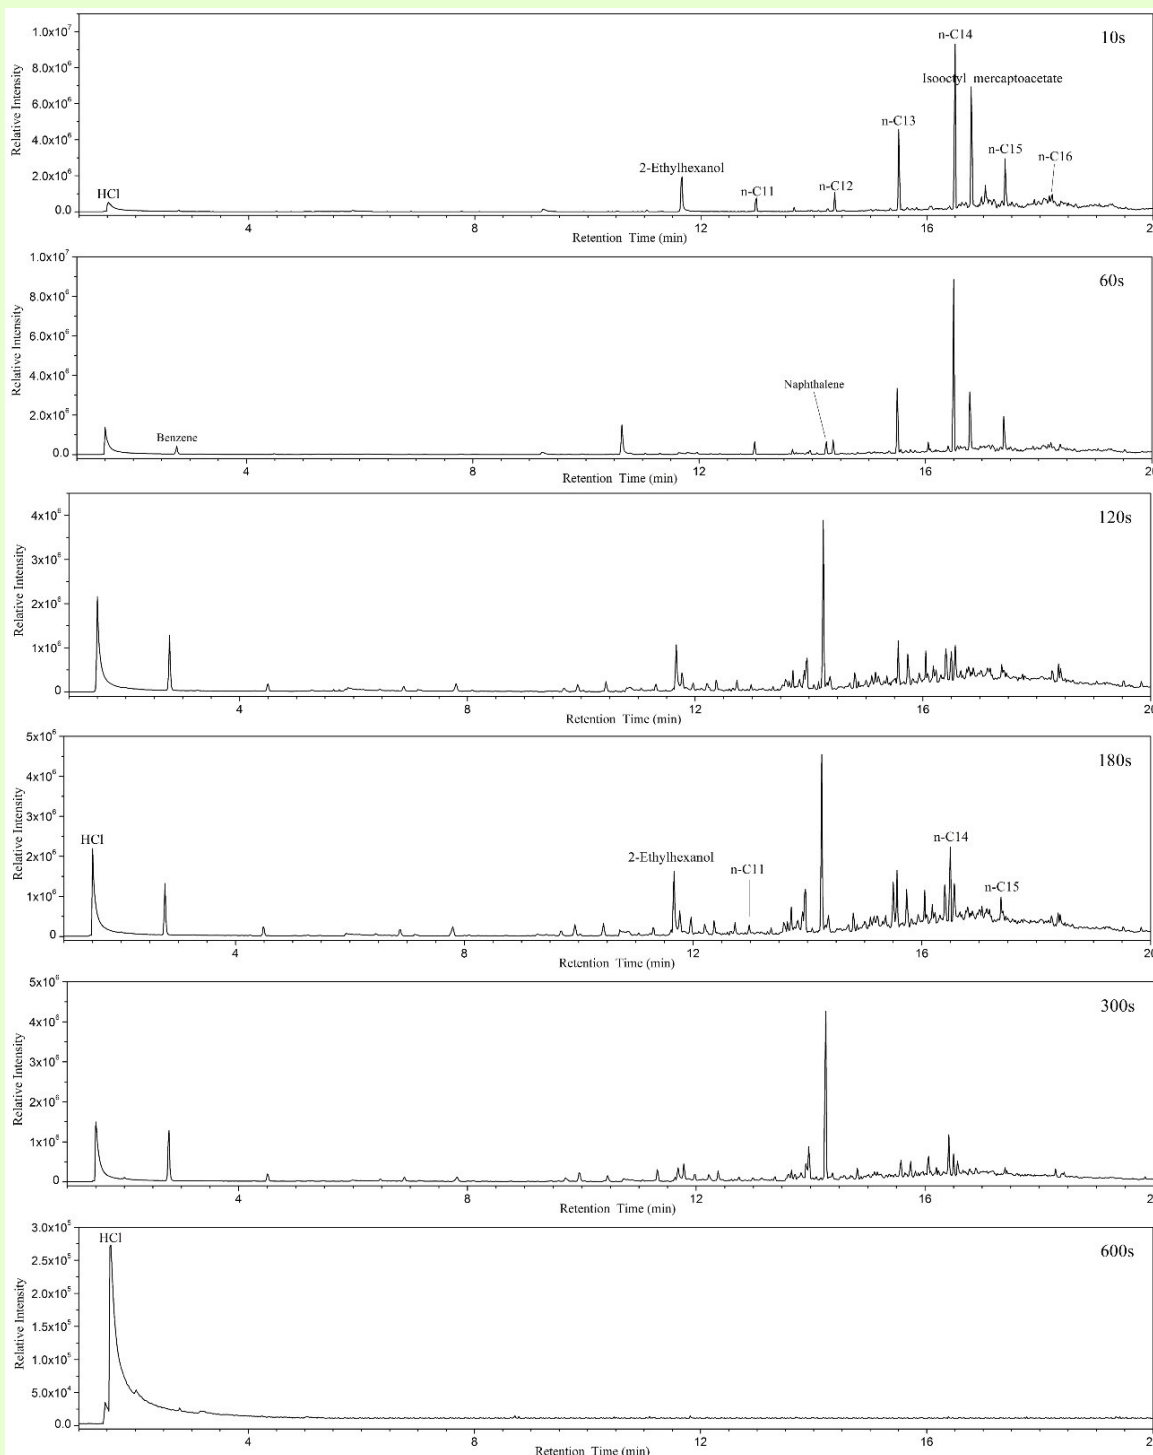 10s
1.0x10⁷
8.0x10⁶
6.0x10⁶
4.0x10⁶
2.0x10⁶
0.0
Relative Intensity
HCl
2-Ethylhexanol
n-C11
n-C12
n-C13
n-C14
Isooctyl mercaptoacetate
n-C15
n-C16
4 8 12 16 20
Retention Time (min)
60s
1.0x10⁷
8.0x10⁶
6.0x10⁶
4.0x10⁶
2.0x10⁶
0.0
Relative Intensity
Benzene
Naphthalene
4 8 12 16 20
Retention Time (min)
120s
4x10⁶
3x10⁶
2x10⁶
1x10⁶
0
Relative Intensity
4 8 12 16 20
Retention Time (min)
180s
5x10⁶
4x10⁶
3x10⁶
2x10⁶
1x10⁶
0
Relative Intensity
HCl
2-Ethylhexanol
n-C11
n-C14
n-C15
4 8 12 16 20
Retention Time (min)
300s
5x10⁶
4x10⁶
3x10⁶
2x10⁶
1x10⁶
0
Relative Intensity
4 8 12 16 20
Retention Time (min)
600s
3.0x10⁵
2.5x10⁵
2.0x10⁵
1.5x10⁵
1.0x10⁵
5.0x10⁴
0.0
Relative Intensity
HCl
4 8 12 16 20
Retention Time (min)